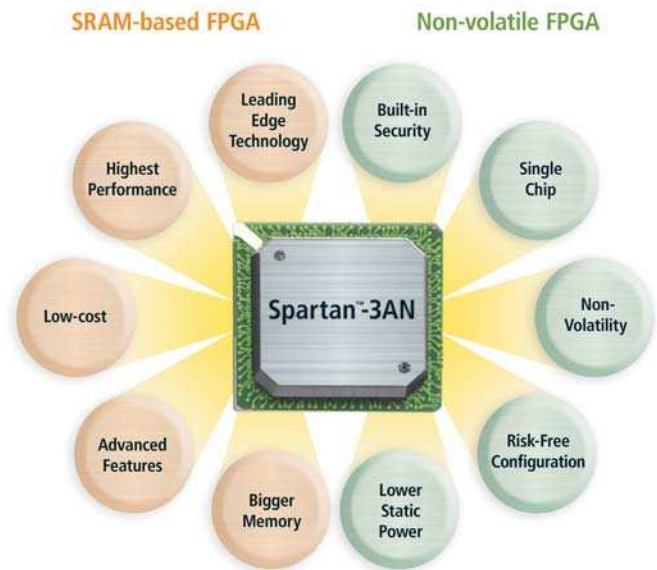 SRAM-based FPGA
Non-volatile FPGA
Leading
Edge
Technology
Built-in
Security
Highest
Performance
Single
Chip
Low-cost
Spartan™-3AN
Non-
Volatility
Advanced
Features
Risk-Free
Configuration
Bigger
Memory
Lower
Static
Power